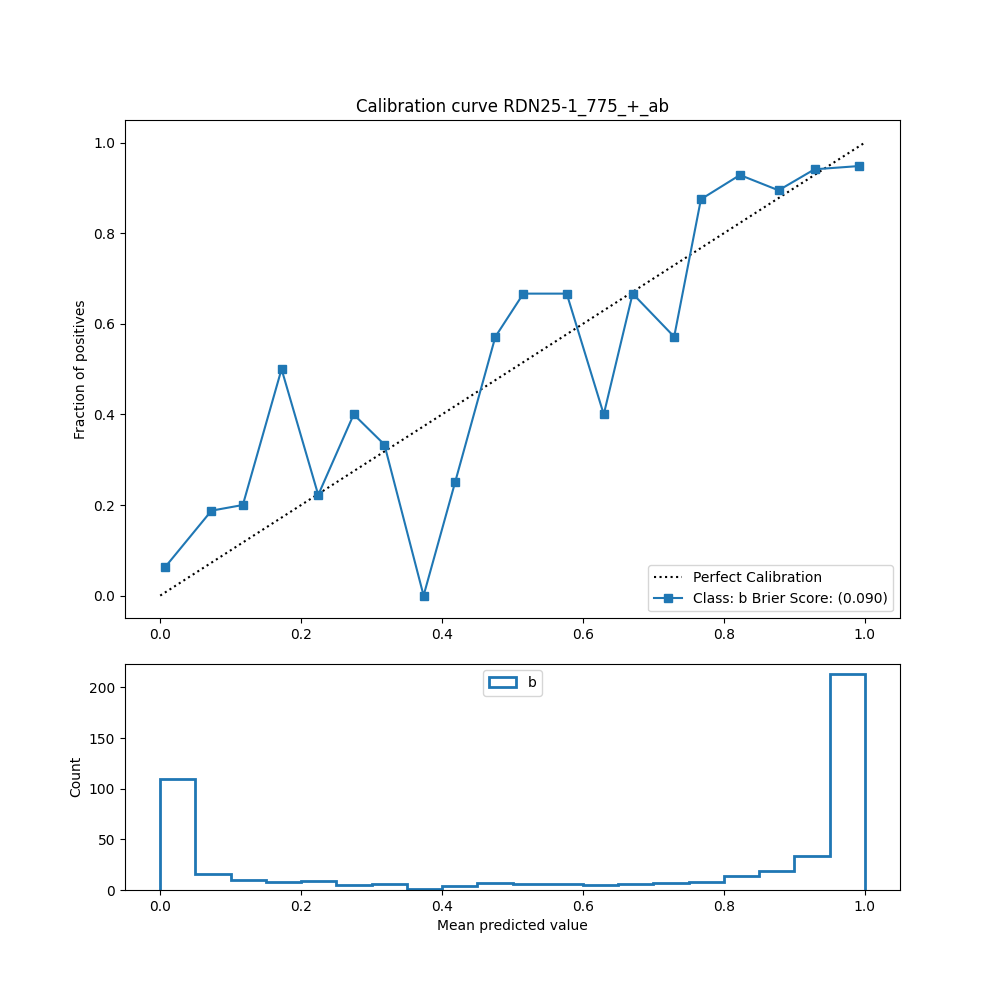 Calibration curve RDN25-1_775_+_ab
1.0
0.8
0.6
0.4
0.2
0.0
Fraction of positives
Perfect Calibration
Class: b Brier Score: (0.090)
0.0 0.2 0.4 0.6 0.8 1.0
b
200
150
100
50
0
Count
0.0 0.2 0.4 0.6 0.8 1.0
Mean predicted value